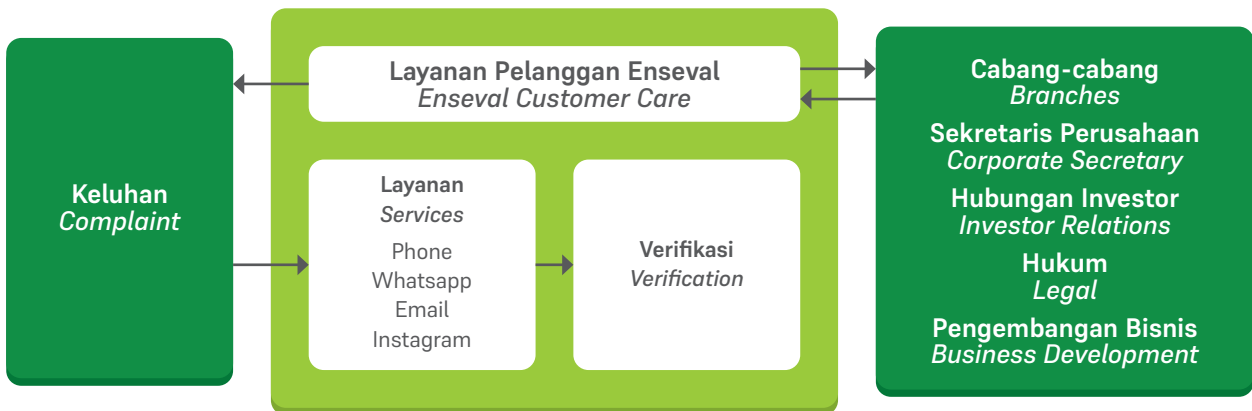 Keluhan
Complaint
Layanan Pelanggan Enseval
Enseval Customer Care
Layanan
Services
Phone
Whatsapp
Email
Instagram
Verifikasi
Verification
Cabang-cabang
Branches
Sekretaris Perusahaan
Corporate Secretary
Hubungan Investor
Investor Relations
Hukum
Legal
Pengembangan Bisnis
Business Development